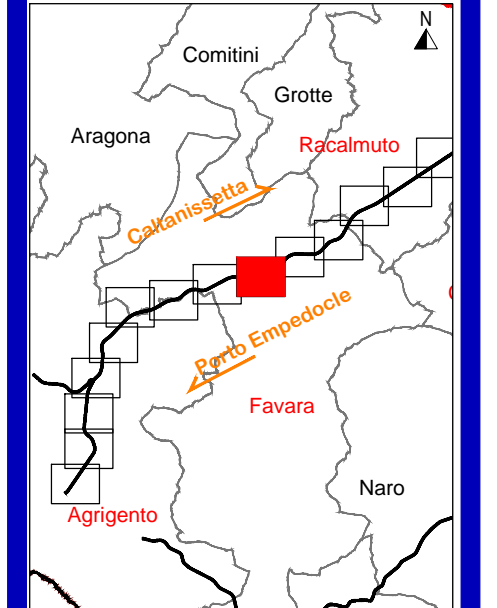 N
Comitini
Grotte
Aragona
Racalmuto
Caltanissetta
Porto Empedocle
Favara
Naro
Agrigento